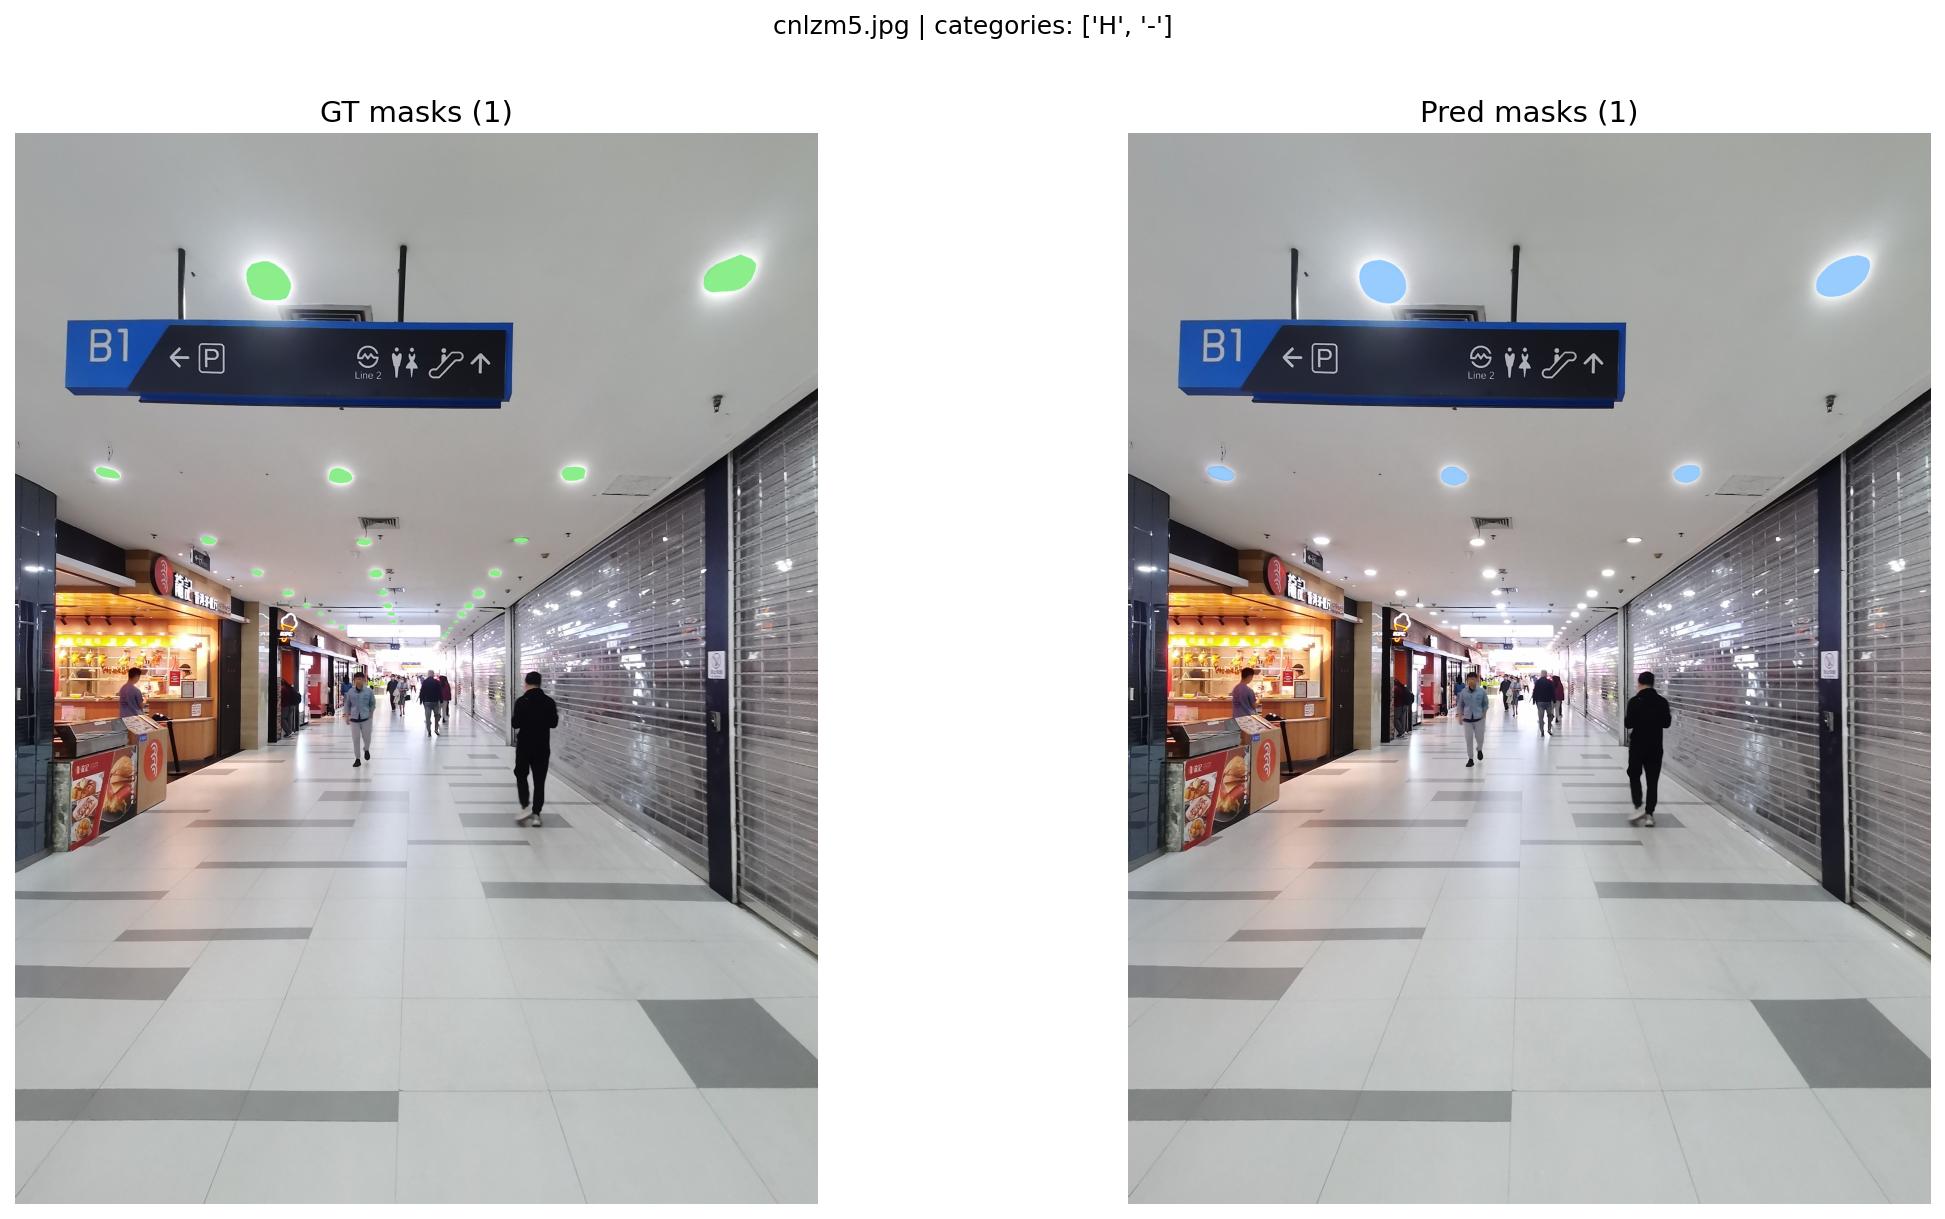 cnlzm5.jpg | categories: ['H', '-']
GT masks (1)
Pred masks (1)
B1
P
Line 2
B1
P
Line 2